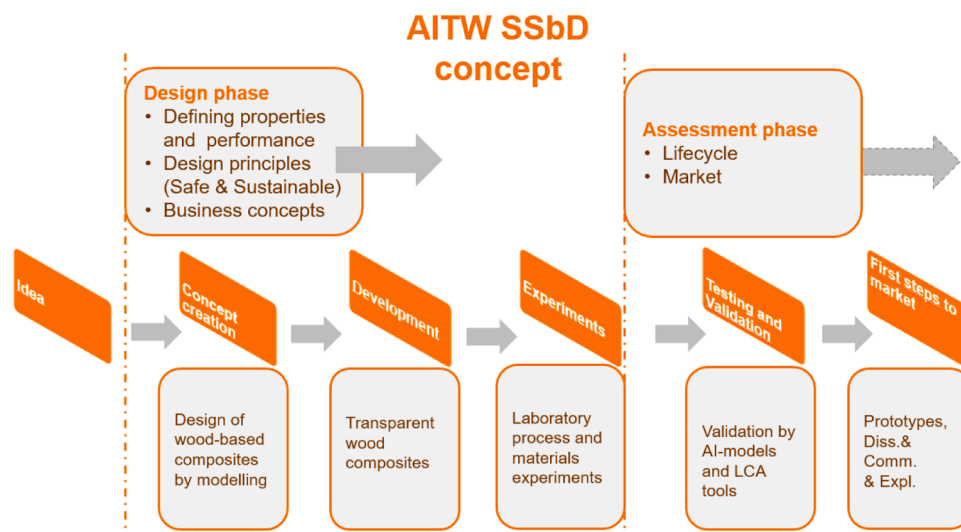 AITW SSbD
concept
Design phase
• Defining properties
and performance
• Design principles
(Safe & Sustainable)
• Business concepts
Assessment phase
• Lifecycle
• Market
Idea
Concept
creation
Development
Experiments
Testing and
Validation
First steps to
market
Design of
wood-based
composites
by modelling
Transparent
wood
composites
Laboratory
process and
materials
experiments
Validation by
AI-models
and LCA
tools
Prototypes,
Diss.&
Comm.
& Expl.